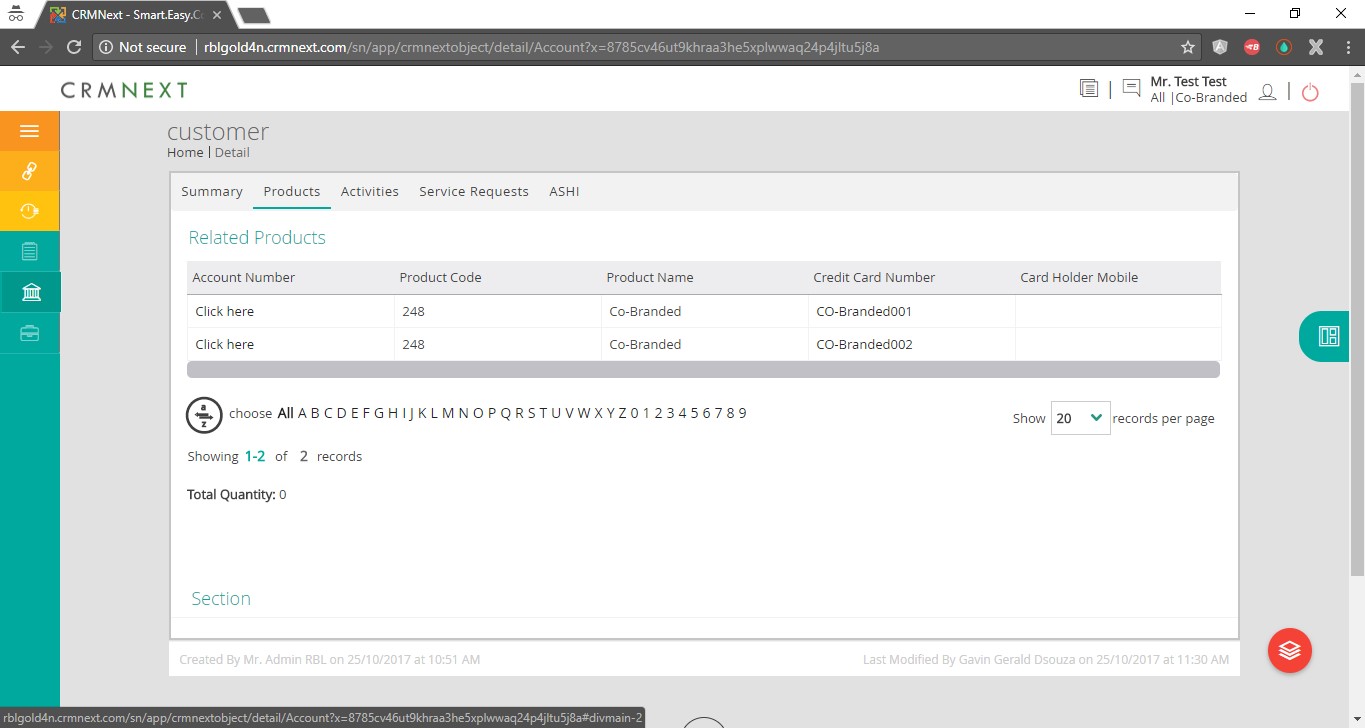 CRMNext - Smart.Easy.C
Not secure | rblgold4n.crmnext.com/sn/app/crmnextobject/detail/Account?x=8785cv46ut9khraa3he5xplwwaq24p4jltu5j8a
CRMNEXT
Mr. Test Test
All |Co-Branded
customer
Home | Detail
Summary Products Activities Service Requests ASHI
Related Products
Account Number Product Code Product Name Credit Card Number Card Holder Mobile
Click here 248 Co-Branded CO-Branded001
Click here 248 Co-Branded CO-Branded002
a z choose All A B C D E F G H I J K L M N O P Q R S T U V W X Y Z 0 1 2 3 4 5 6 7 8 9
Show 20 records per page
Showing 1-2 of 2 records
Total Quantity: 0
Section
Created By Mr. Admin RBL on 25/10/2017 at 10:51 AM Last Modified By Gavin Gerald Dsouza on 25/10/2017 at 11:30 AM
rblgold4n.crmnext.com/sn/app/crmnextobject/detail/Account?x=8785cv46ut9khraa3he5xplwwaq24p4jltu5j8a#divmain-2